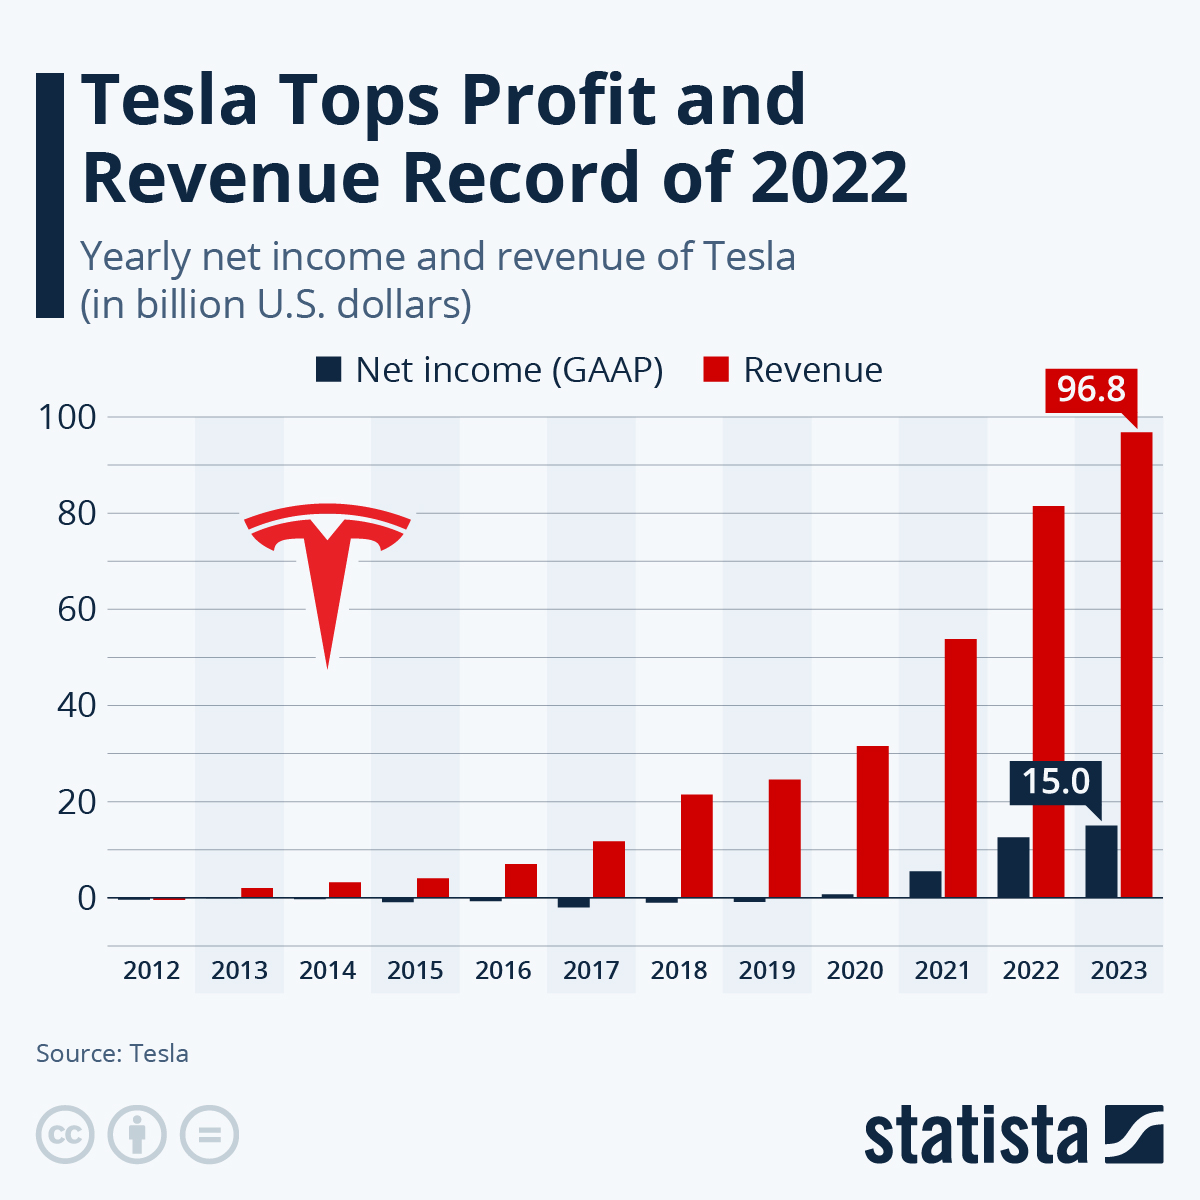 Tesla Tops Profit and
Revenue Record of 2022
Yearly net income and revenue of Tesla
(in billion U.S. dollars)
Net income (GAAP) Revenue
96.8
100
80
60
40
15.0
20
0
2012 2013 2014 2015 2016 2017 2018 2019 2020 2021 2022 2023
Source: Tesla
cc = statista